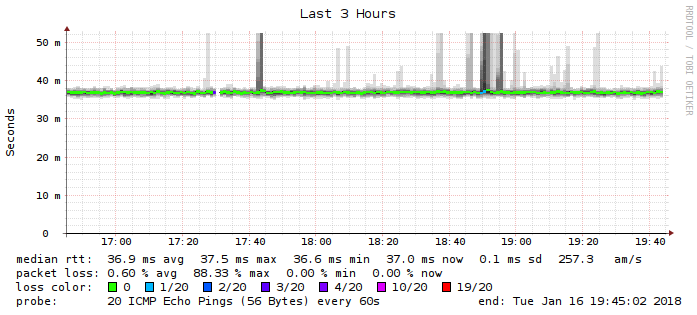 Last 3 Hours
RRDTOOL / TOBI OETIKER
Seconds
50 m
40 m
30 m
20 m
10 m
0
17:00 17:20 17:40 18:00 18:20 18:40 19:00 19:20 19:40
median rtt: 36.9 ms avg 37.5 ms max 36.6 ms min 37.0 ms now 0.1 ms sd 257.3 am/s
packet loss: 0.60 % avg 88.33 % max 0.00 % min 0.00 % now
loss color: 0 1/20 2/20 3/20 4/20 10/20 19/20
probe: 20 ICMP Echo Pings (56 Bytes) every 60s end: Tue Jan 16 19:45:02 2018